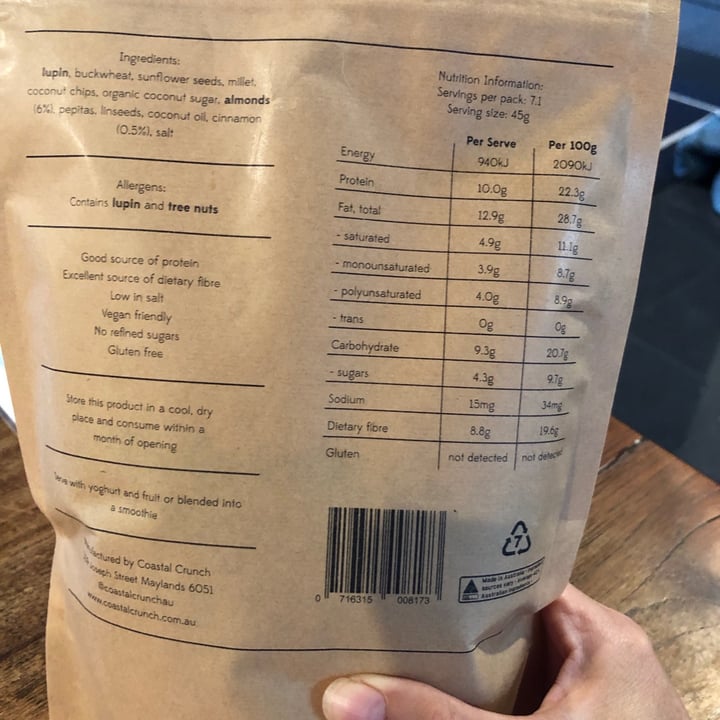 Ingredients:
lupin, buckwheat, sunflower seeds, millet,
coconut chips, organic coconut sugar, almonds
(6%), pepitas, linseeds, coconut oil, cinnamon
(0.5%), salt
Allergens:
Contains lupin and tree nuts
Good source of protein
Excellent source of dietary fibre
Low in salt
Vegan friendly
No refined sugars
Gluten free
Store this product in a cool, dry
place and consume within a
month of opening
Serve with yoghurt and fruit or blended into
a smoothie
by Coastal Crunch
Joseph Street Maylands 6051
@coastalcrunchau
www.coastalcrunch.com.au
Nutrition Information:
Servings per pack: 7.1
Serving size: 45g
Per Serve Per 100g
Energy 940kJ 2090kJ
Protein 10.0g 22.3g
Fat, total 12.9g 28.7g
- saturated 4.9g 11.1g
- monounsaturated 3.9g 8.7g
- polyunsaturated 4.0g 8.9g
- trans 0g 0g
Carbohydrate 9.3g 20.7g
- sugars 4.3g 9.7g
Sodium 15mg 34mg
Dietary fibre 8.8g 19.6g
Gluten not detected not detected
0 716315 008173
7
Made in Australia
sources vary
Australian